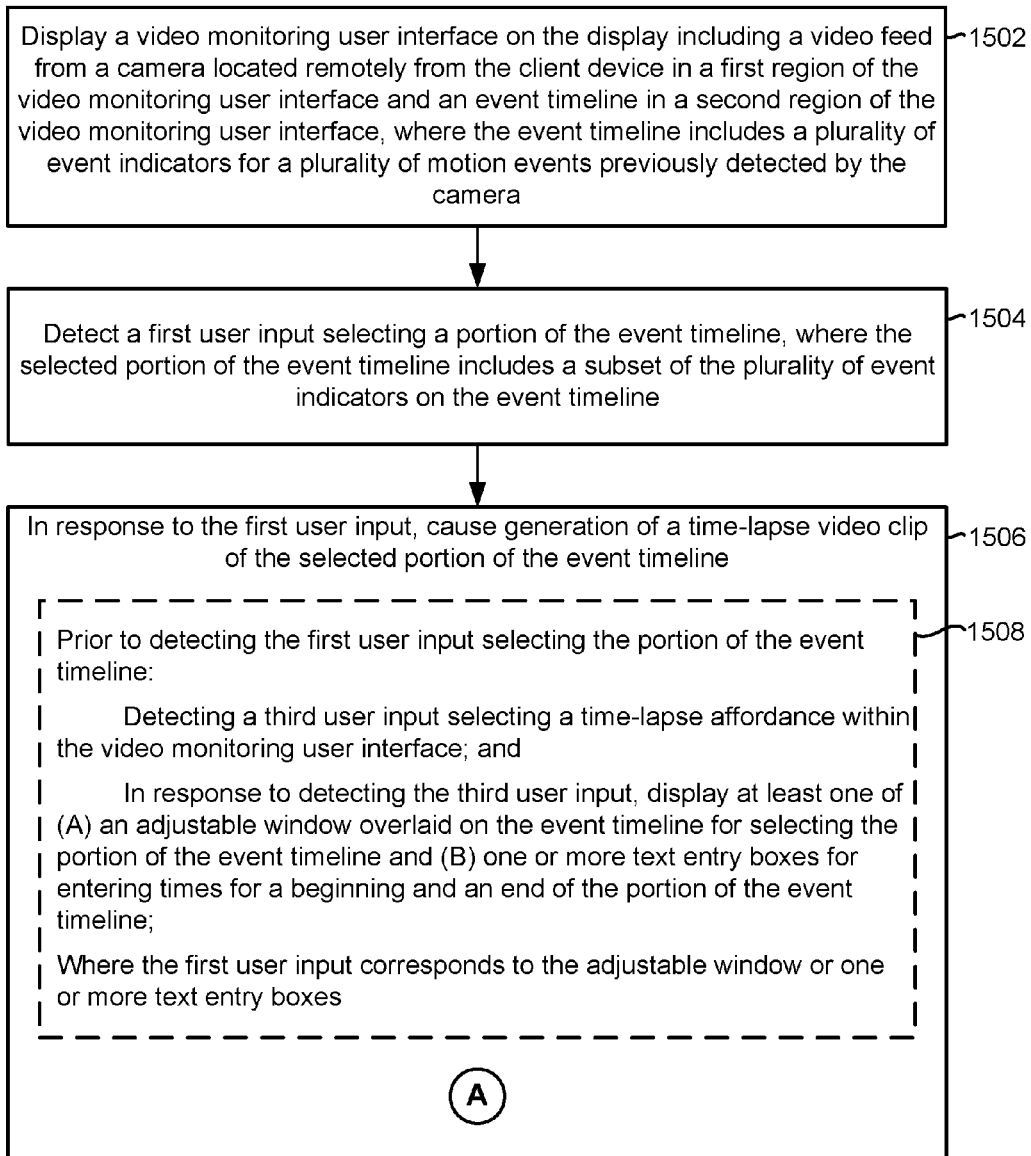 Display a video monitoring user interface on the display including a video feed
from a camera located remotely from the client device in a first region of the
video monitoring user interface and an event timeline in a second region of the
video monitoring user interface, where the event timeline includes a plurality of
event indicators for a plurality of motion events previously detected by the
camera
1502
Detect a first user input selecting a portion of the event timeline, where the
selected portion of the event timeline includes a subset of the plurality of event
indicators on the event timeline
1504
In response to the first user input, cause generation of a time-lapse video clip
of the selected portion of the event timeline
1506
Prior to detecting the first user input selecting the portion of the event
timeline:
Detecting a third user input selecting a time-lapse affordance within
the video monitoring user interface; and
In response to detecting the third user input, display at least one of
(A) an adjustable window overlaid on the event timeline for selecting the
portion of the event timeline and (B) one or more text entry boxes for
entering times for a beginning and an end of the portion of the event
timeline;
Where the first user input corresponds to the adjustable window or one
or more text entry boxes
1508
A